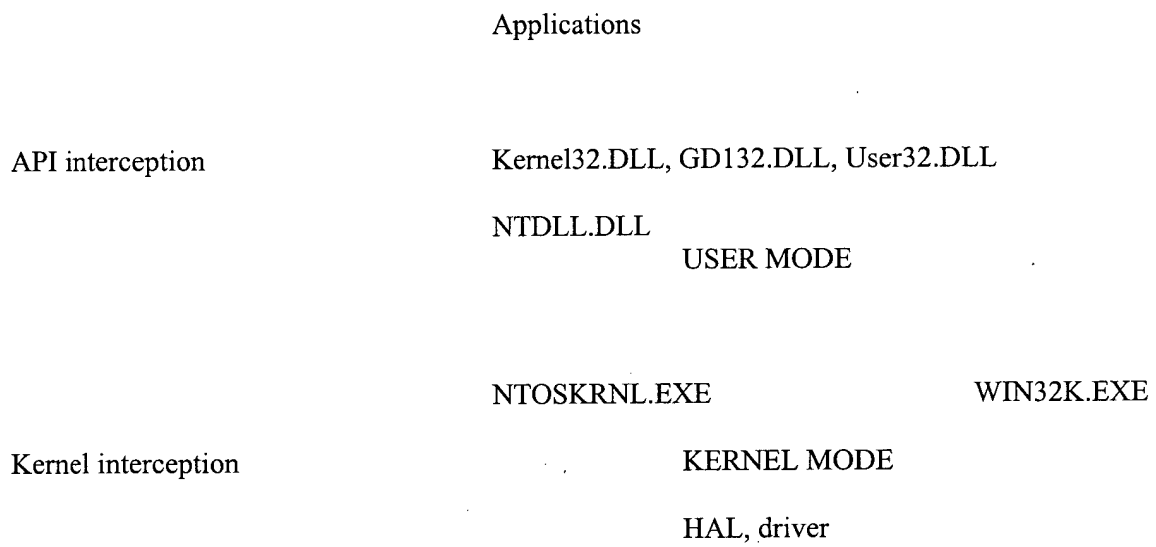 Applications
API interception Kernel32.DLL, GD132.DLL, User32.DLL
NTDLL.DLL
USER MODE
NTOSKRNL.EXE WIN32K.EXE
Kernel interception KERNEL MODE
HAL, driver